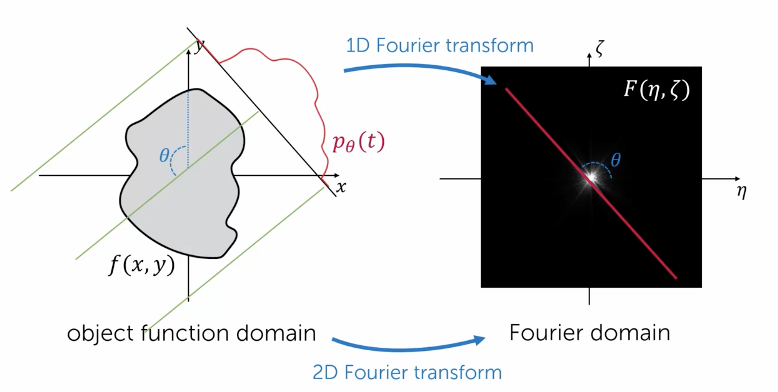 y
1D Fourier transform
ζ
F(η,ζ)
θ
p_θ(t)
θ
x
η
f(x,y)
object function domain
Fourier domain
2D Fourier transform